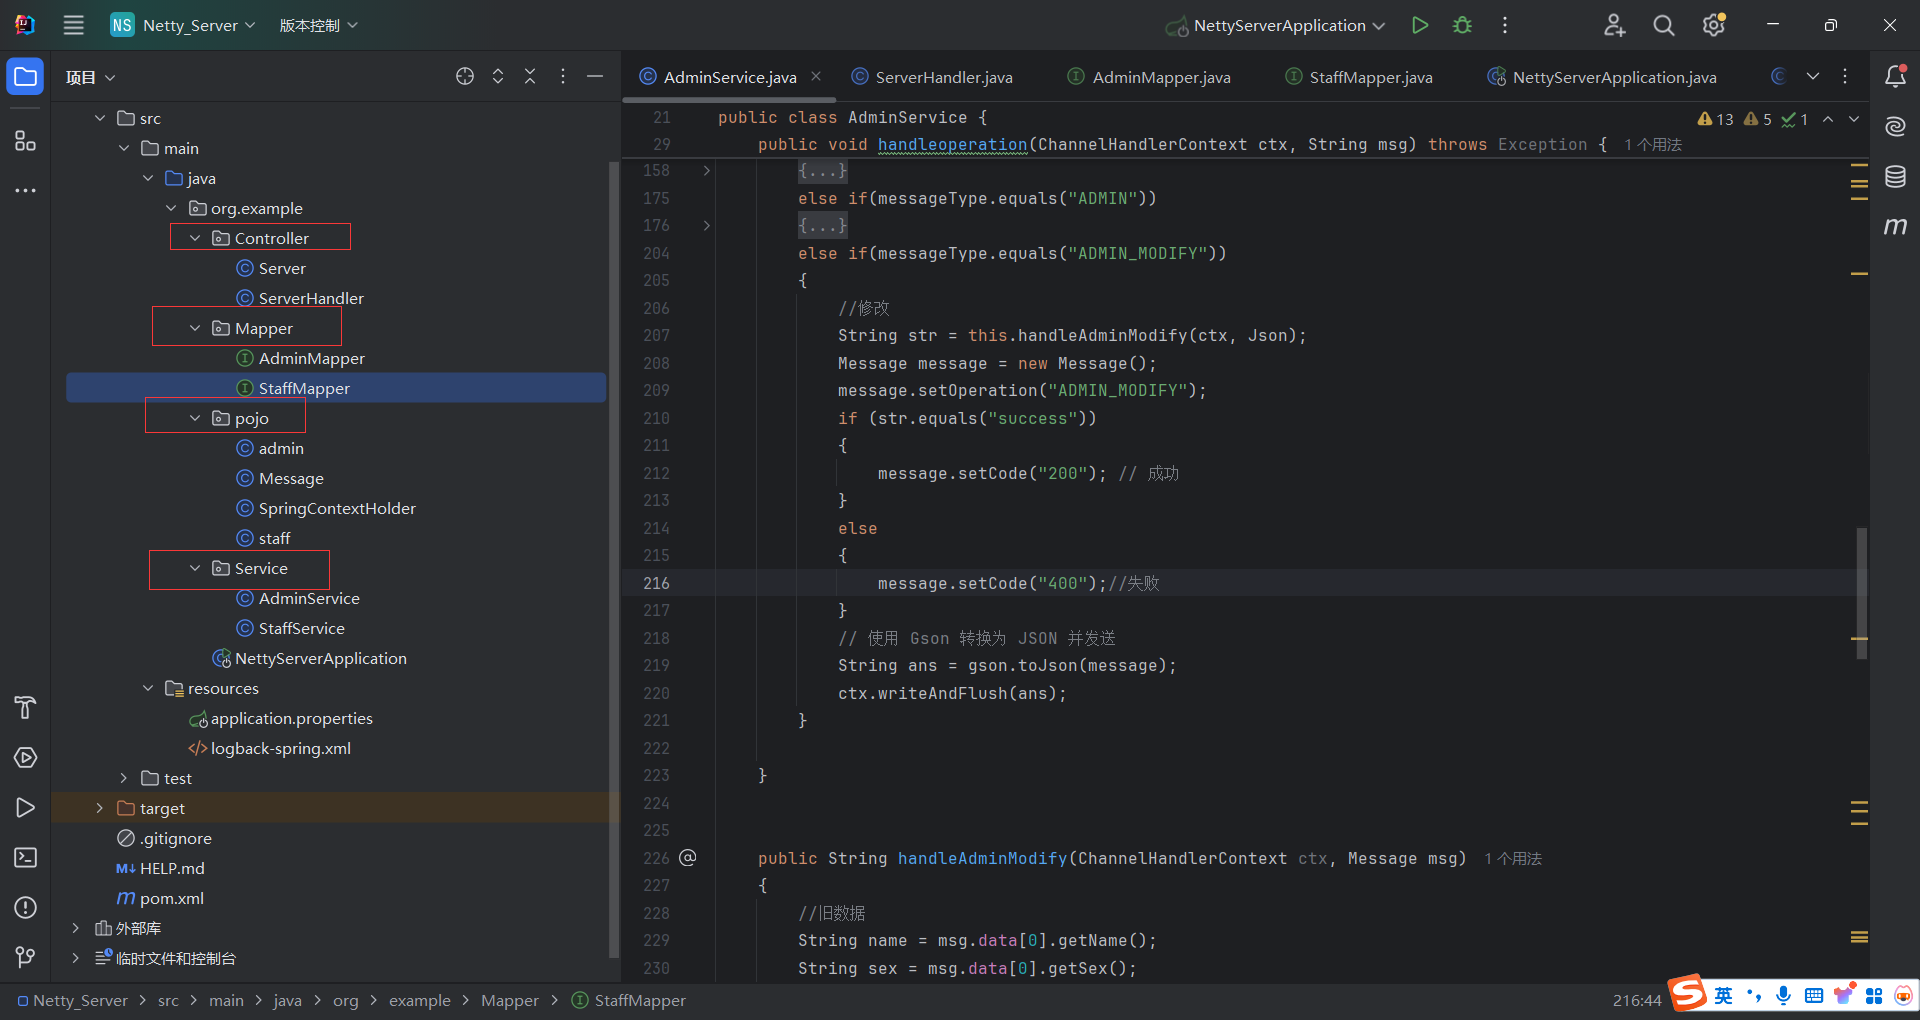 NS Netty_Server 版本控制 NettyServerApplication
项目
AdminService.java ServerHandler.java AdminMapper.java StaffMapper.java NettyServerApplication.java
src
main
java
org.example
Controller
Server
ServerHandler
Mapper
AdminMapper
StaffMapper
pojo
admin
Message
SpringContextHolder
staff
Service
AdminService
StaffService
NettyServerApplication
resources
application.properties
logback-spring.xml
test
target
.gitignore
HELP.md
pom.xml
外部库
临时文件和控制台
21 public class AdminService {
13 5 1
29 public void handleoperation(ChannelHandlerContext ctx, String msg) throws Exception { 1 个用法
158 {...}
175 else if(messageType.equals("ADMIN"))
176 {...}
204 else if(messageType.equals("ADMIN_MODIFY"))
205 {
206 //修改
207 String str = this.handleAdminModify(ctx, Json);
208 Message message = new Message();
209 message.setOperation("ADMIN_MODIFY");
210 if (str.equals("success"))
211 {
212 message.setCode("200"); // 成功
213 }
214 else
215 {
216 message.setCode("400");//失败
217 }
218 // 使用 Gson 转换为 JSON 并发送
219 String ans = gson.toJson(message);
220 ctx.writeAndFlush(ans);
221 }
222
223 }
224
225
226 public String handleAdminModify(ChannelHandlerContext ctx, Message msg) 1 个用法
227 {
228 //旧数据
229 String name = msg.data[0].getName();
230 String sex = msg.data[0].getSex();
Netty_Server > src > main > java > org > example > Mapper > StaffMapper
216:44
英